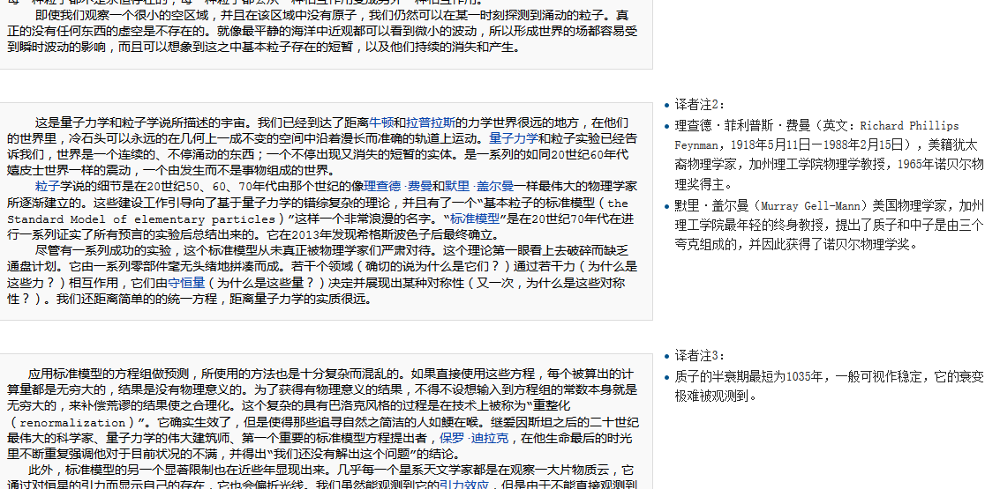 每一种粒子都不是永恒存在的，每一种粒子都会从一种相互作用变成另外一种相互作用。
即使我们观察一个很小的空区域，并且在该区域中没有原子，我们仍然可以在某一时刻探测到涌动的粒子。真
正的没有任何东西的虚空是不存在的。就像最平静的海洋中近观都可以看到微小的波动，所以形成世界的场都容易受
到瞬时波动的影响，而且可以想象到这之中基本粒子存在的短暂，以及他们持续的消失和产生。
这是量子力学和粒子学说所描述的宇宙。我们已经到达了距离牛顿和拉普拉斯的力学世界很远的地方，在他们
的世界里，冷石头可以永远的在几何上一成不变的空间中沿着漫长而准确的轨道上运动。量子力学和粒子实验已经告
诉我们，世界是一个连续的、不停涌动的东西；一个不停出现又消失的短暂的实体。是一系列的如同20世纪60年代
嬉皮士世界一样的震动，一个由发生而不是事物组成的世界。
粒子学说的细节是在20世纪50、60、70年代由那个世纪的像理查德·费曼和默里·盖尔曼一样最伟大的物理学家
所逐渐建立的。这些建设工作引导向了基于量子力学的错综复杂的理论，并且有了一个“基本粒子的标准模型（the
Standard Model of elementary particles）”这样一个非常浪漫的名字。“标准模型”是在20世纪70年代在进
行一系列证实了所有预言的实验后总结出来的。它在2013年发现希格斯波色子后最终确立。
尽管有一系列成功的实验，这个标准模型从未真正被物理学家们严肃对待。这个理论第一眼看上去破碎而缺乏
通盘计划。它由一系列零部件毫无头绪地拼凑而成。若干个领域（确切的说为什么是它们？）通过若干力（为什么是
这些力？）相互作用，它们由守恒量（为什么是这些量？）决定并展现出某种对称性（又一次，为什么是这些对称
性？）。我们还距离简单的的统一方程，距离量子力学的实质很远。
译者注2：
理查德·菲利普斯·费曼（英文：Richard Phillips
Feynman，1918年5月11日—1988年2月15日），美籍犹太
裔物理学家，加州理工学院物理学教授，1965年诺贝尔物
理奖得主。
默里·盖尔曼（Murray Gell-Mann）美国物理学家，加州
理工学院最年轻的终身教授，提出了质子和中子是由三个
夸克组成的，并因此获得了诺贝尔物理学奖。
应用标准模型的方程组做预测，所使用的方法也是十分复杂而混乱的。如果直接使用这些方程，每个被算出的计
算量都是无穷大的，结果是没有物理意义的。为了获得有物理意义的结果，不得不设想输入到方程组的常数本身就是
无穷大的，来补偿荒谬的结果使之合理化。这个复杂的具有巴洛克风格的过程是在技术上被称为“重整化
（renormalization）”。它确实生效了，但是使得那些追寻自然之简洁的人如鲠在喉。继爱因斯坦之后的二十世纪
最伟大的科学家、量子力学的伟大建筑师、第一个重要的标准模型方程提出者，保罗·迪拉克，在他生命最后的时光
里不断重复强调他对于目前状况的不满，并得出“我们还没有解出这个问题”的结论。
此外，标准模型的另一个显著限制也在近些年显现出来。几乎每一个星系天文学家都是在观察一大片物质云，它
通过对恒星的引力而显示自己的存在，它也会偏折光线。我们虽然能观测到它的引力效应，但是由于不能直接观测到
译者注3：
质子的半衰期最短为1035年，一般可视作稳定，它的衰变
极难被观测到。